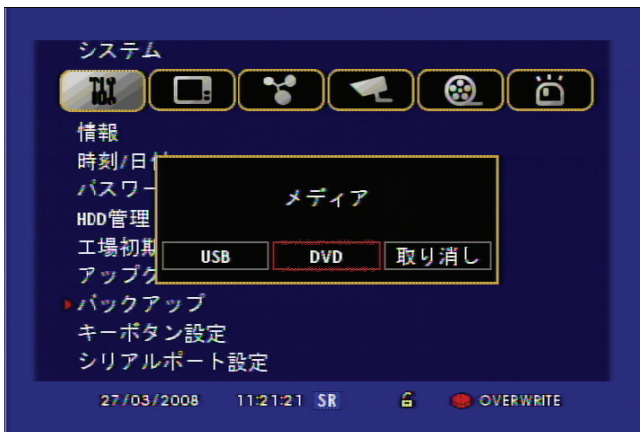 システム
情報
時刻/日付
パスワー
メディア
HDD管理
工場初期
USB DVD 取り消し
アップグ
バックアップ
キーボタン設定
シリアルポート設定
27/03/2008 11:21:21 SR OVERWRITE